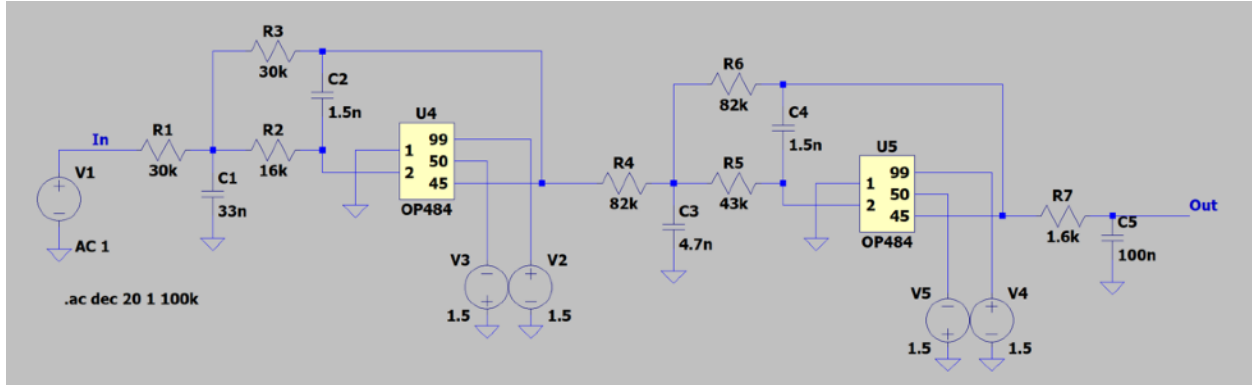 R3
30k
C2
1.5n
R6
82k
C4
1.5n
U4
99
1
50
2
45
OP484
In
R1
30k
R2
16k
V1
AC 1
C1
33n
U5
99
1
50
2
45
OP484
R4
82k
R5
43k
C3
4.7n
R7
1.6k
C5
100n
Out
V3
1.5
V2
1.5
V5
1.5
V4
1.5
.ac dec 20 1 100k